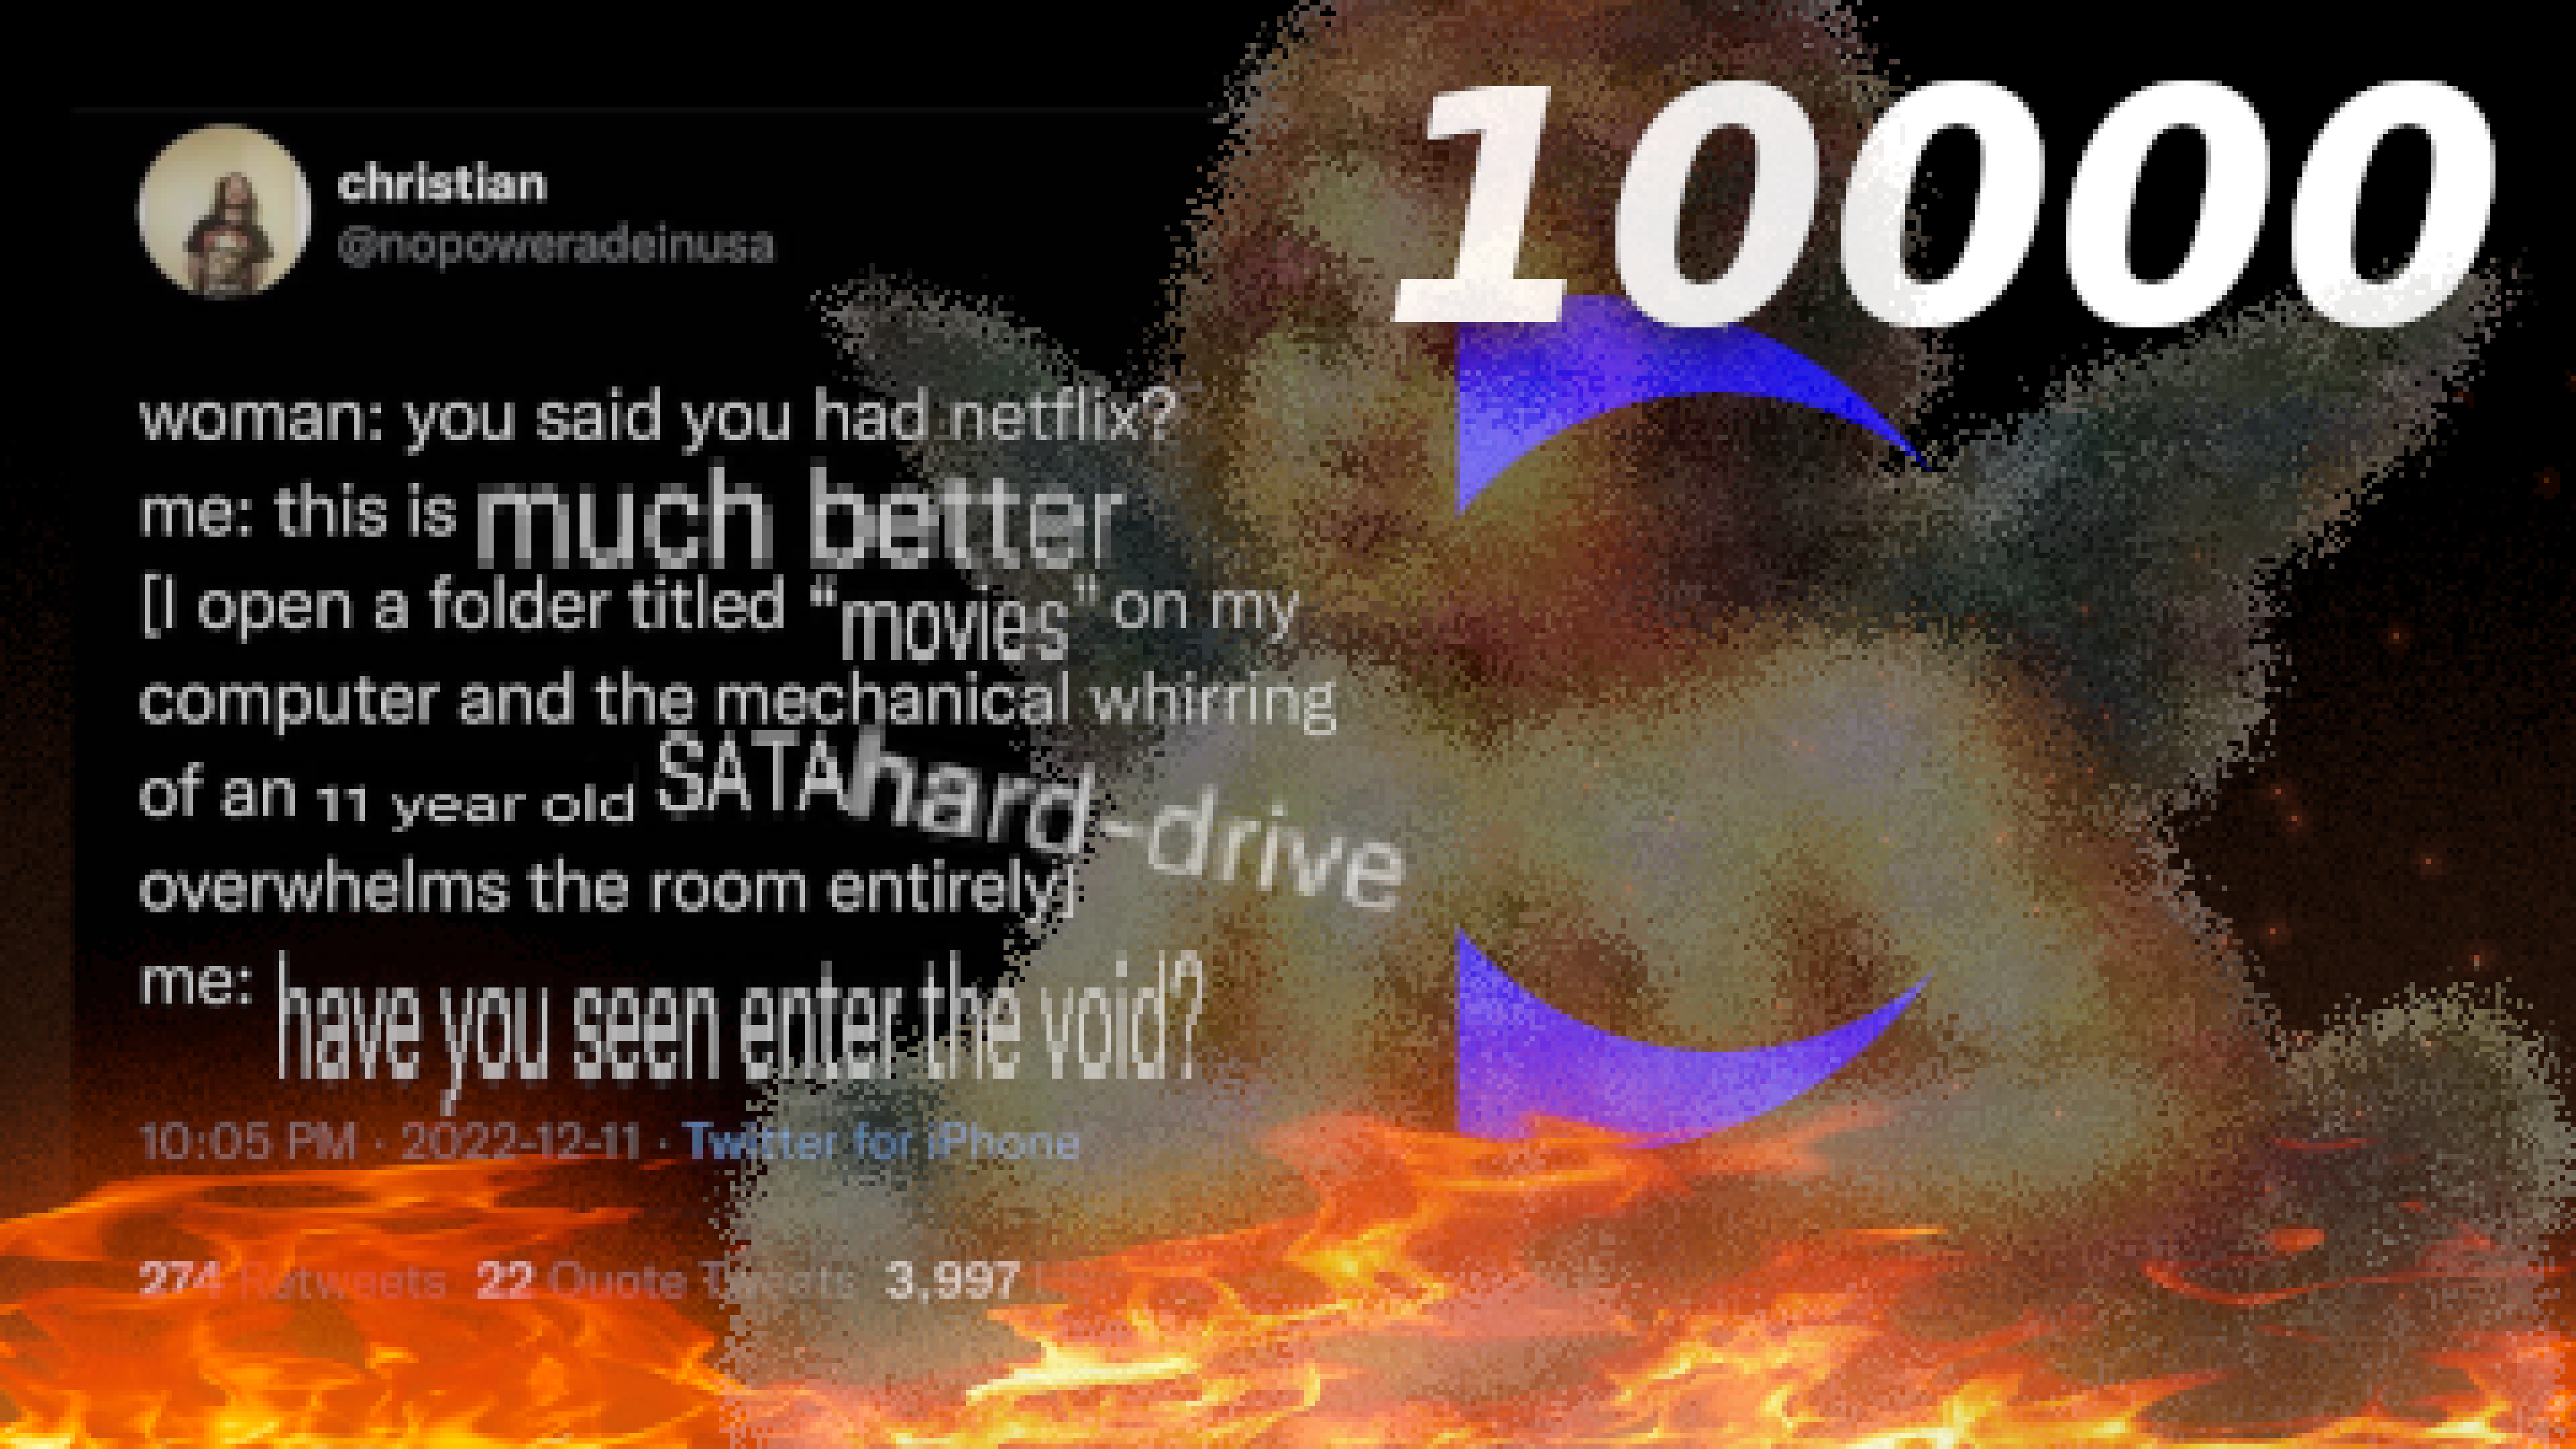 10000
christian
@nopoweradeinusa
woman: you said you had netflix?
me: this is much better
[I open a folder titled “movies” on my
computer and the mechanical whirring
of an 11 year old SATA hard-drive
overwhelms the room entirely]
me: have you seen enter the void?
10:05 PM · 2022-12-11 · Twitter for iPhone
274 Retweets 22 Quote Tweets 3,997